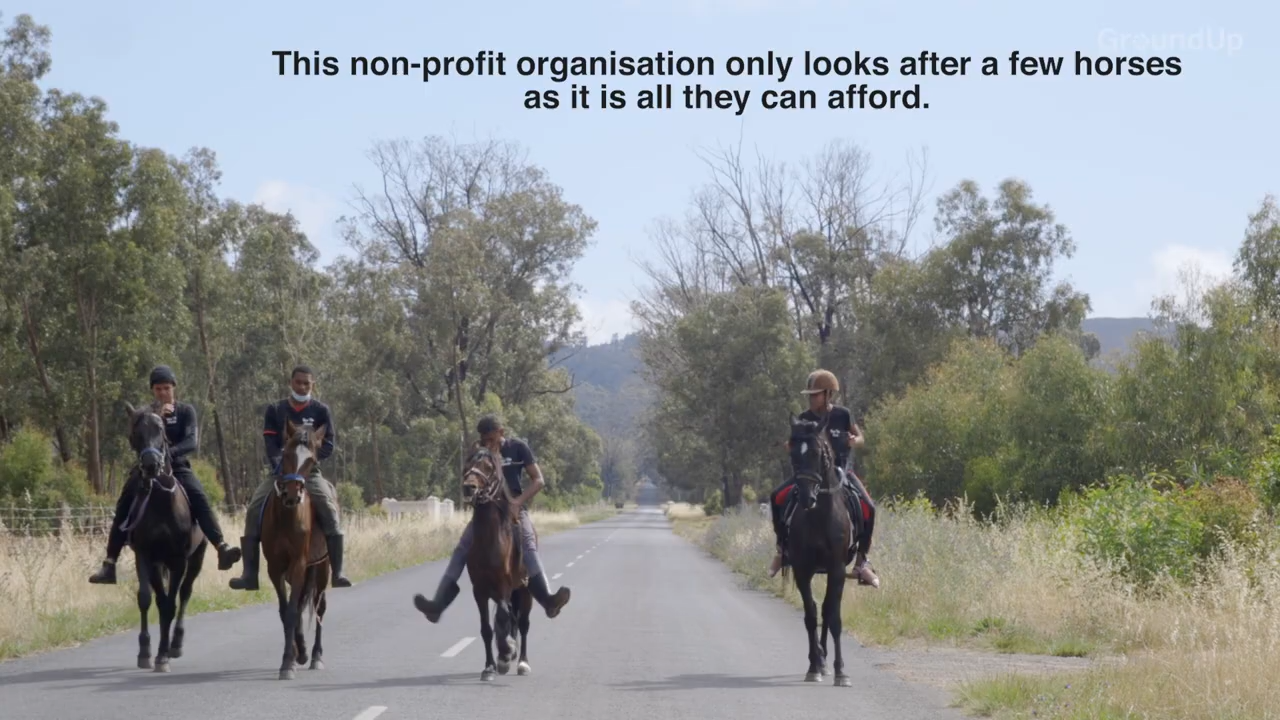 GroundUp
This non-profit organisation only looks after a few horses
as it is all they can afford.